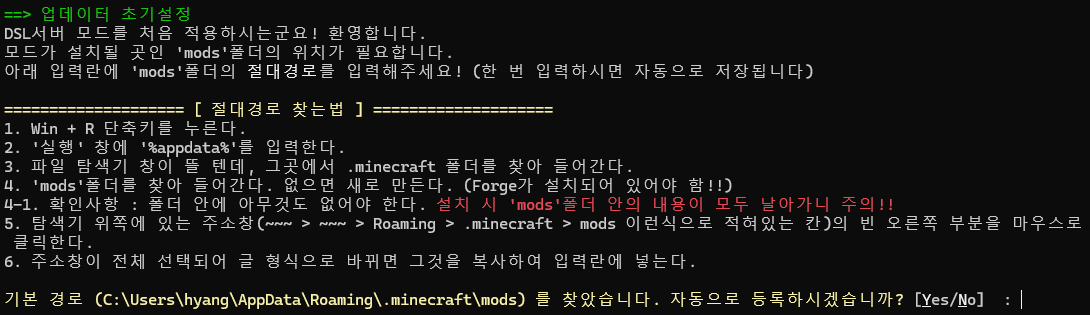 ==> 업데이터 초기설정
DSL서버 모드를 처음 적용하시는군요! 환영합니다.
모드가 설치될 곳인 'mods'폴더의 위치가 필요합니다.
아래 입력란에 'mods'폴더의 절대경로를 입력해주세요! (한 번 입력하시면 자동으로 저장됩니다)
==================== [ 절대경로 찾는법 ] ====================
1. Win + R 단축키를 누른다.
2. '실행' 창에 '%appdata%'를 입력한다.
3. 파일 탐색기 창이 뜰 텐데, 그곳에서 .minecraft 폴더를 찾아 들어간다.
4. 'mods'폴더를 찾아 들어간다. 없으면 새로 만든다. (Forge가 설치되어 있어야 함!!)
4-1. 확인사항 : 폴더 안에 아무것도 없어야 한다. 설치 시 'mods'폴더 안의 내용이 모두 날아가니 주의!!
5. 탐색기 위쪽에 있는 주소창(~~~ > ~~~ > Roaming > .minecraft > mods 이런식으로 적혀있는 칸)의 빈 오른쪽 부분을 마우스로
클릭한다.
6. 주소창이 전체 선택되어 글 형식으로 바뀌면 그것을 복사하여 입력란에 넣는다.
기본 경로 (C:\Users\hyang\AppData\Roaming\.minecraft\mods) 를 찾았습니다. 자동으로 등록하시겠습니까? [Yes/No] :